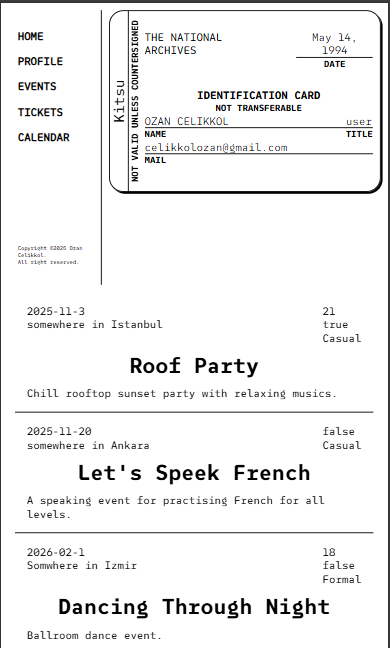 HOME
PROFILE
EVENTS
TICKETS
CALENDAR
Copyright ©2025 Ozan
Celikkol.
All right reserved.
Kitsu
NOT VALID UNLESS COUNTERSIGNED
THE NATIONAL
ARCHIVES
May 14,
1994
DATE
IDENTIFICATION CARD
NOT TRANSFERABLE
OZAN CELIKKOL user
NAME TITLE
celikkolozan@gmail.com
MAIL
2025-11-3 21
somewhere in Istanbul true
Casual
Roof Party
Chill rooftop sunset party with relaxing musics.
2025-11-20 false
somewhere in Ankara Casual
Let's Speek French
A speaking event for practising French for all
levels.
2026-02-1 18
Somwhere in Izmir false
Formal
Dancing Through Night
Ballroom dance event.